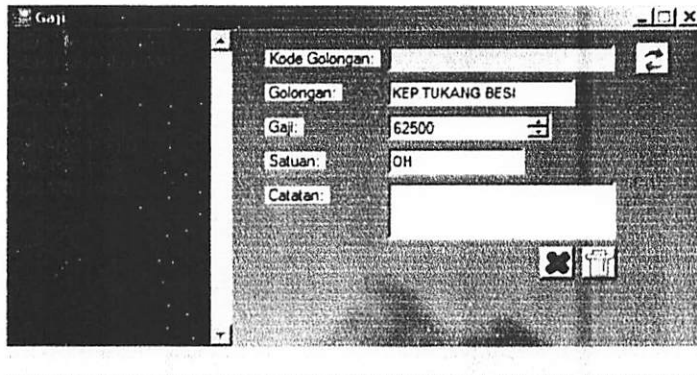 Gaji
Kode Golongan:
Golongan: KEP TUKANG BESI
Gaji: 62500
Satuan: OH
Catatan: